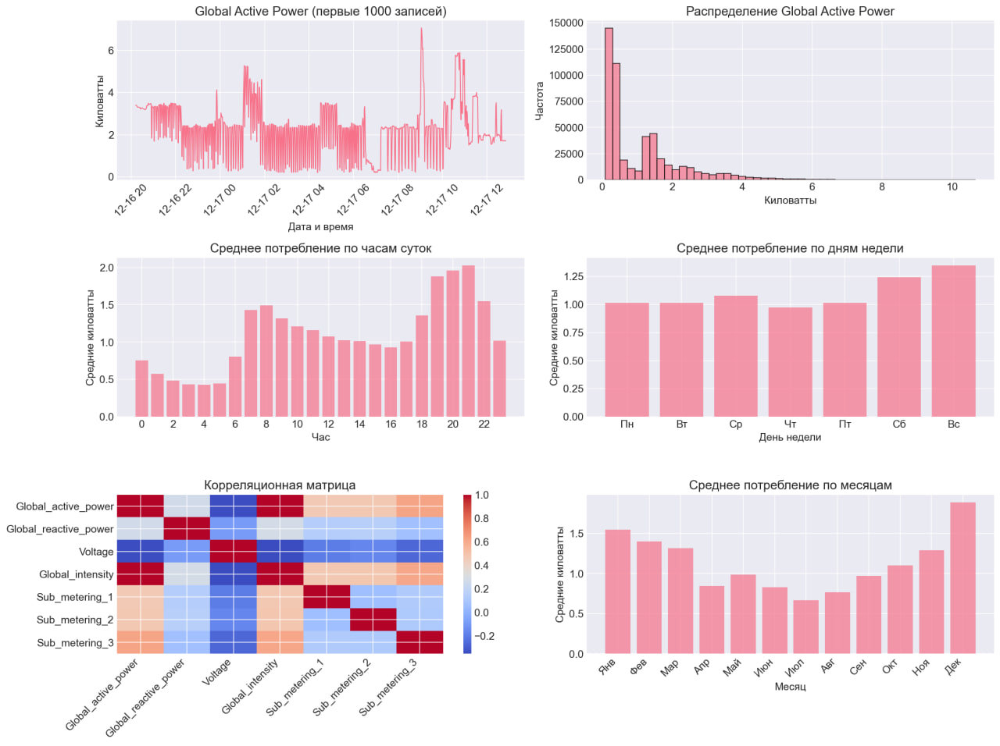 Global Active Power (первые 1000 записей)
Киловатты
6
4
2
0
12-16 20
12-16 22
12-17 00
12-17 02
12-17 04
12-17 06
12-17 08
12-17 10
12-17 12
Дата и время
Распределение Global Active Power
Частота
150000
125000
100000
75000
50000
25000
0
0 2 4 6 8 10
Киловатты
Среднее потребление по часам суток
Средние киловатты
2.0
1.5
1.0
0.5
0.0
0 2 4 6 8 10 12 14 16 18 20 22
Час
Среднее потребление по дням недели
Средние киловатты
1.25
1.00
0.75
0.50
0.25
0.00
Пн Вт Ср Чт Пт Сб Вс
День недели
Корреляционная матрица
Global_active_power
Global_reactive_power
Voltage
Global_intensity
Sub_metering_1
Sub_metering_2
Sub_metering_3
Global_active_power
Global_reactive_power
Voltage
Global_intensity
Sub_metering_1
Sub_metering_2
Sub_metering_3
1.0
0.8
0.6
0.4
0.2
0.0
−0.2
Среднее потребление по месяцам
Средние киловатты
1.5
1.0
0.5
0.0
Янв
Фев
Мар
Апр
Май
Июн
Июл
Авг
Сен
Окт
Ноя
Дек
Месяц